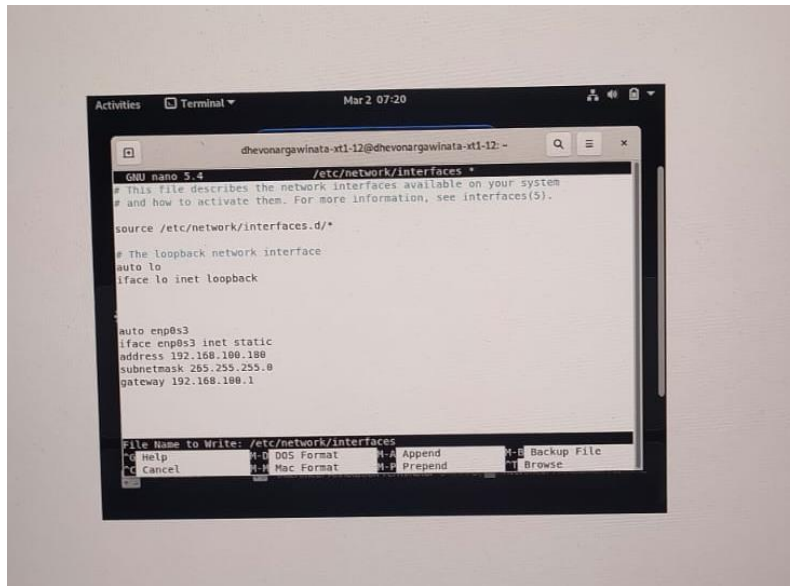 Activities Terminal Mar 2 07:20
dhevonargawinata-xt1-12@dhevonargawinata-xt1-12: ~
GNU nano 5.4 /etc/network/interfaces *
# This file describes the network interfaces available on your system
# and how to activate them. For more information, see interfaces(5).
source /etc/network/interfaces.d/*
# The loopback network interface
auto lo
iface lo inet loopback
auto enp0s3
iface enp0s3 inet static
address 192.168.100.180
subnetmask 265.255.255.0
gateway 192.168.100.1
File Name to Write: /etc/network/interfaces
^G Help M-D DOS Format M-A Append M-B Backup File
^C Cancel M-M Mac Format M-P Prepend ^T Browse